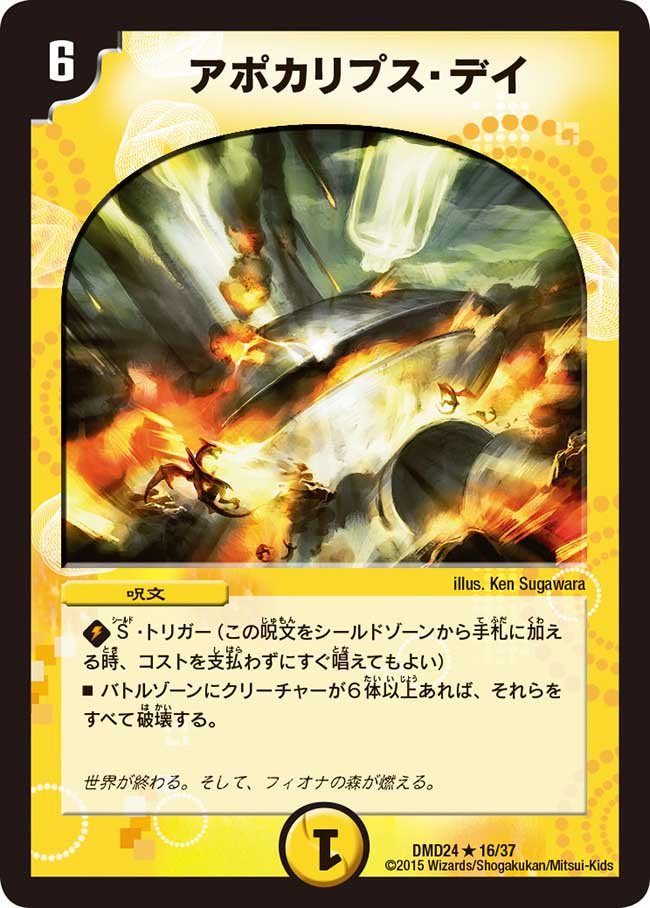 6
アポカリプス・デイ
illus. Ken Sugawara
呪文
S・トリガー（この呪文をシールドゾーンから手札に加え
る時、コストを支払わずにすぐ唱えてもよい）
■ バトルゾーンにクリーチャーが６体以上あれば、それらを
すべて破壊する。
世界が終わる。そして、フィオナの森が燃える。
1
DMD24 ★ 16/37
©2015 Wizards/Shogakukan/Mitsui-Kids